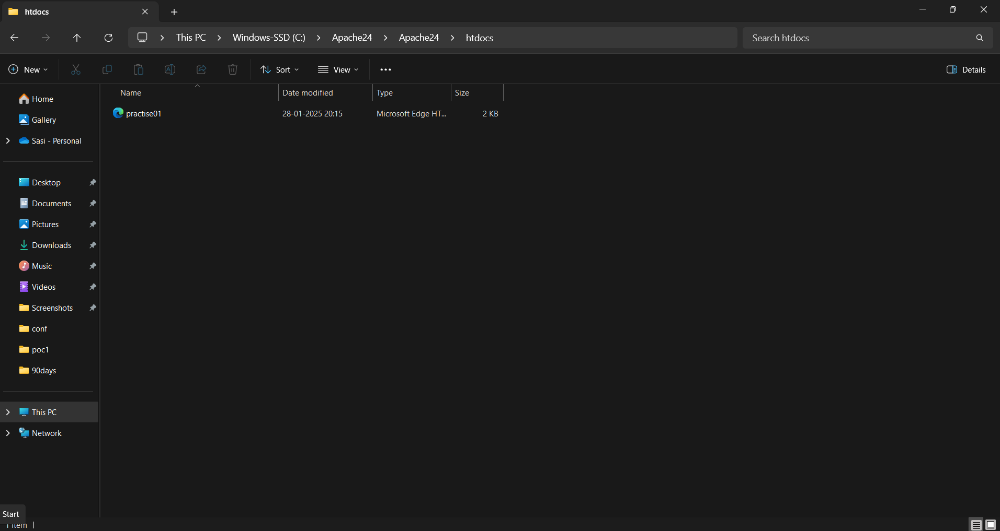 htdocs
This PC > Windows-SSD (C:) > Apache24 > Apache24 > htdocs
Search htdocs
New
Sort
View
Details
Name Date modified Type Size
practise01 28-01-2025 20:15 Microsoft Edge HT... 2 KB
Home
Gallery
Sasi - Personal
Desktop
Documents
Pictures
Downloads
Music
Videos
Screenshots
conf
poc1
90days
This PC
Network
Start
1 item